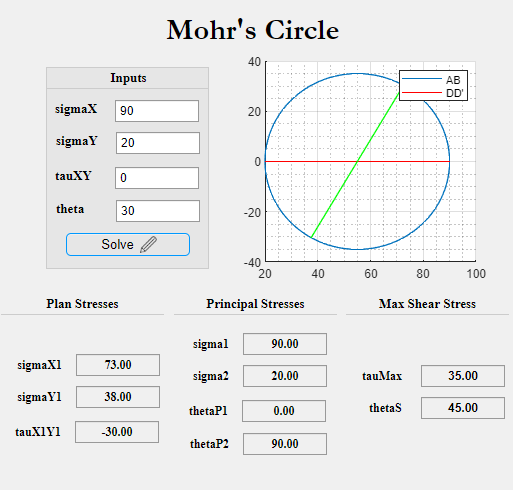 Mohr's Circle
Inputs
sigmaX 90
sigmaY 20
tauXY 0
theta 30
Solve
40
20
0
-20
-40
20 40 60 80 100
AB
DD'
Plan Stresses
sigmaX1 73.00
sigmaY1 38.00
tauX1Y1 -30.00
Principal Stresses
sigma1 90.00
sigma2 20.00
thetaP1 0.00
thetaP2 90.00
Max Shear Stress
tauMax 35.00
thetaS 45.00